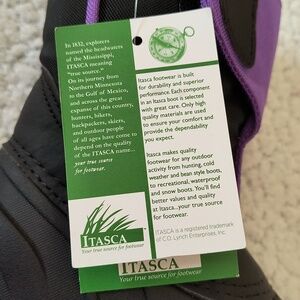 In 1832, explorers
named the headwaters
of the Mississippi,
ITASCA meaning
"true source."
On its journey from
Northern Minnesota
to the Gulf of Mexico,
and across the great
expanse of this country,
hunters, bikers,
backpackers, skiers,
and outdoor people
of all ages have come to
depend on the quality
of the ITASCA name...
your true source
for footwear.
ITASCA
Your true source for footwear
Itasca footwear is built
for durability and superior
performance. Each component
in an Itasca boot is selected
with great care. Only high
quality materials are used
to ensure your comfort and
provide the dependability
you expect.
Itasca makes quality
footwear for any outdoor
activity from hunting, cold
weather and bean style boots,
to recreational, waterproof
and snow boots. You'll find
better values and quality
at Itasca...your true source
for footwear.
ITASCA is a registered trademark
of C.O. Lynch Enterprises, Inc.
ITASCA
Your true source for footwear